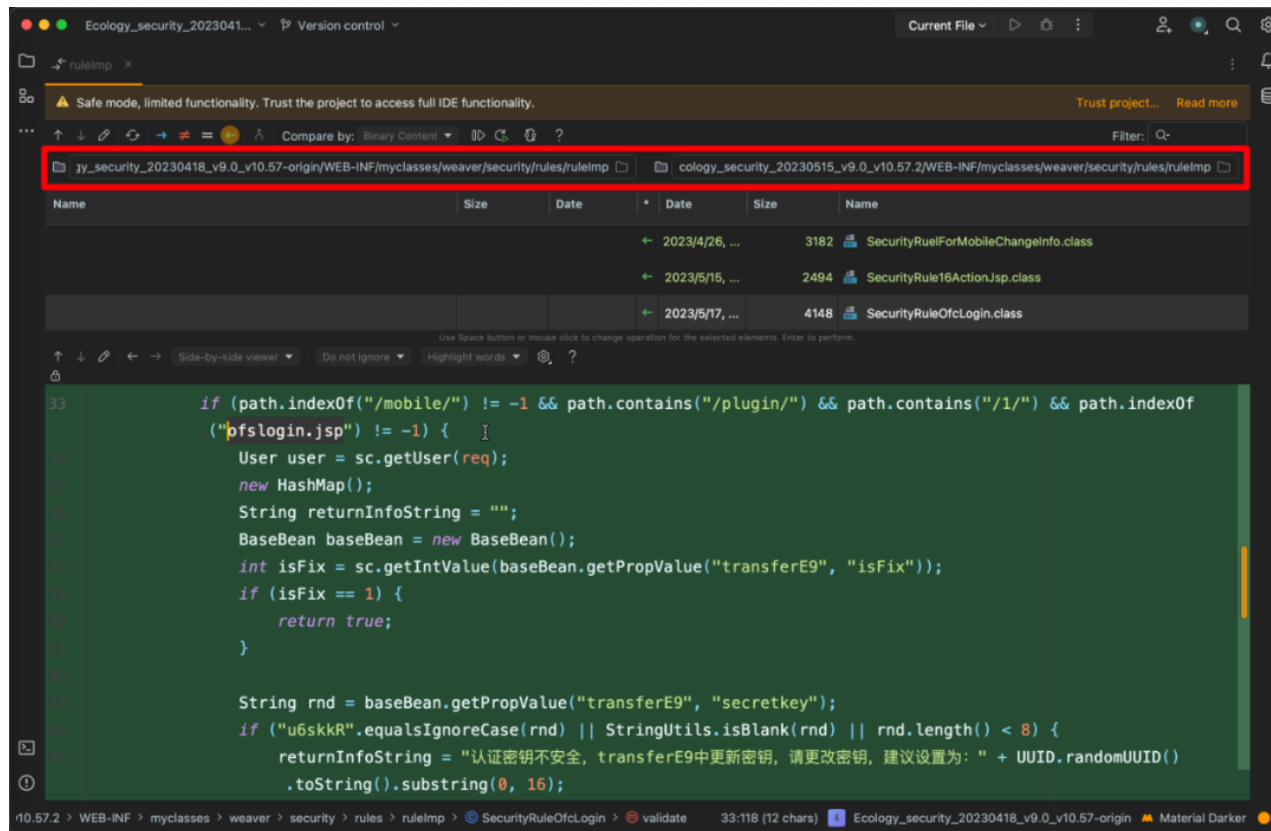 Ecology_security_2023041... Version control Current File
ruleImp
Safe mode, limited functionality. Trust the project to access full IDE functionality. Trust project... Read more
Compare by: Binary Content Filter:
gy_security_20230418_v9.0_v10.57-origin/WEB-INF/myclasses/weaver/security/rules/ruleImp cology_security_20230515_v9.0_v10.57.2/WEB-INF/myclasses/weaver/security/rules/ruleImp
Name Size Date * Date Size Name
2023/4/26, ... 3182 SecurityRuelForMobileChangeInfo.class
2023/5/15, ... 2494 SecurityRule16ActionJsp.class
2023/5/17, ... 4148 SecurityRuleOfcLogin.class
Use Space button or mouse click to change operation for the selected elements. Enter to perform.
Side-by-side viewer Do not ignore Highlight words ?
33 if (path.indexOf("/mobile/") != -1 && path.contains("/plugin/") && path.contains("/1/") && path.indexOf
("ofslogin.jsp") != -1) {
User user = sc.getUser(req);
new HashMap();
String returnInfoString = "";
BaseBean baseBean = new BaseBean();
int isFix = sc.getIntValue(baseBean.getPropValue("transferE9", "isFix"));
if (isFix == 1) {
return true;
}
String rnd = baseBean.getPropValue("transferE9", "secretkey");
if ("u6skkR".equalsIgnoreCase(rnd) || StringUtils.isBlank(rnd) || rnd.length() < 8) {
returnInfoString = "认证密钥不安全，transferE9中更新密钥，请更改密钥，建议设置为：" + UUID.randomUUID()
.toString().substring(0, 16);
10.57.2 > WEB-INF > myclasses > weaver > security > rules > ruleImp > SecurityRuleOfcLogin > validate 33:118 (12 chars) Ecology_security_20230418_v9.0_v10.57-origin Material Darker